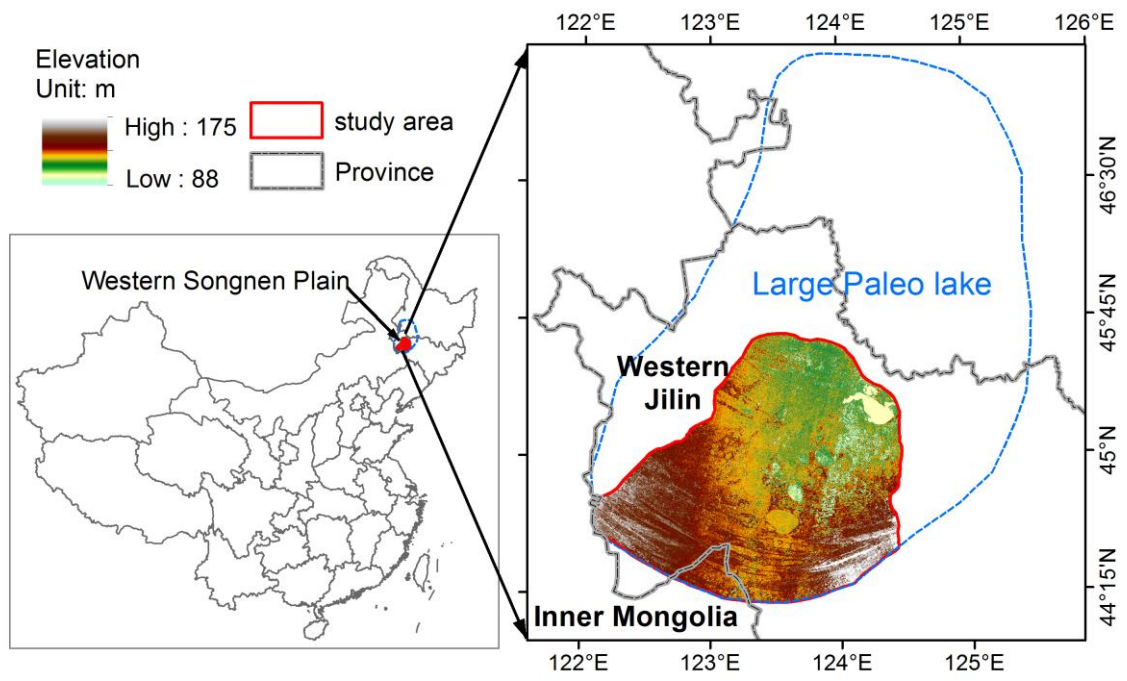 122°E 123°E 124°E 125°E 126°E
Elevation
Unit: m
High : 175
Low : 88
study area
Province
46°30'N
45°45'N
45°N
44°15'N
Western Songnen Plain
Large Paleo lake
Western
Jilin
Inner Mongolia
122°E 123°E 124°E 125°E